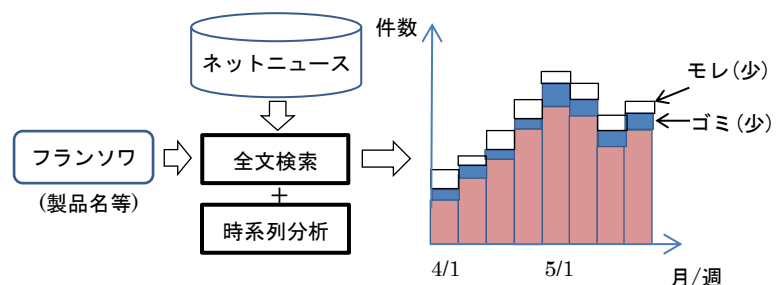 ネットニュース
件数
モレ(少)
ゴミ(少)
フランソワ
全文検索
(製品名等)
+
時系列分析
4/1
5/1
月/週